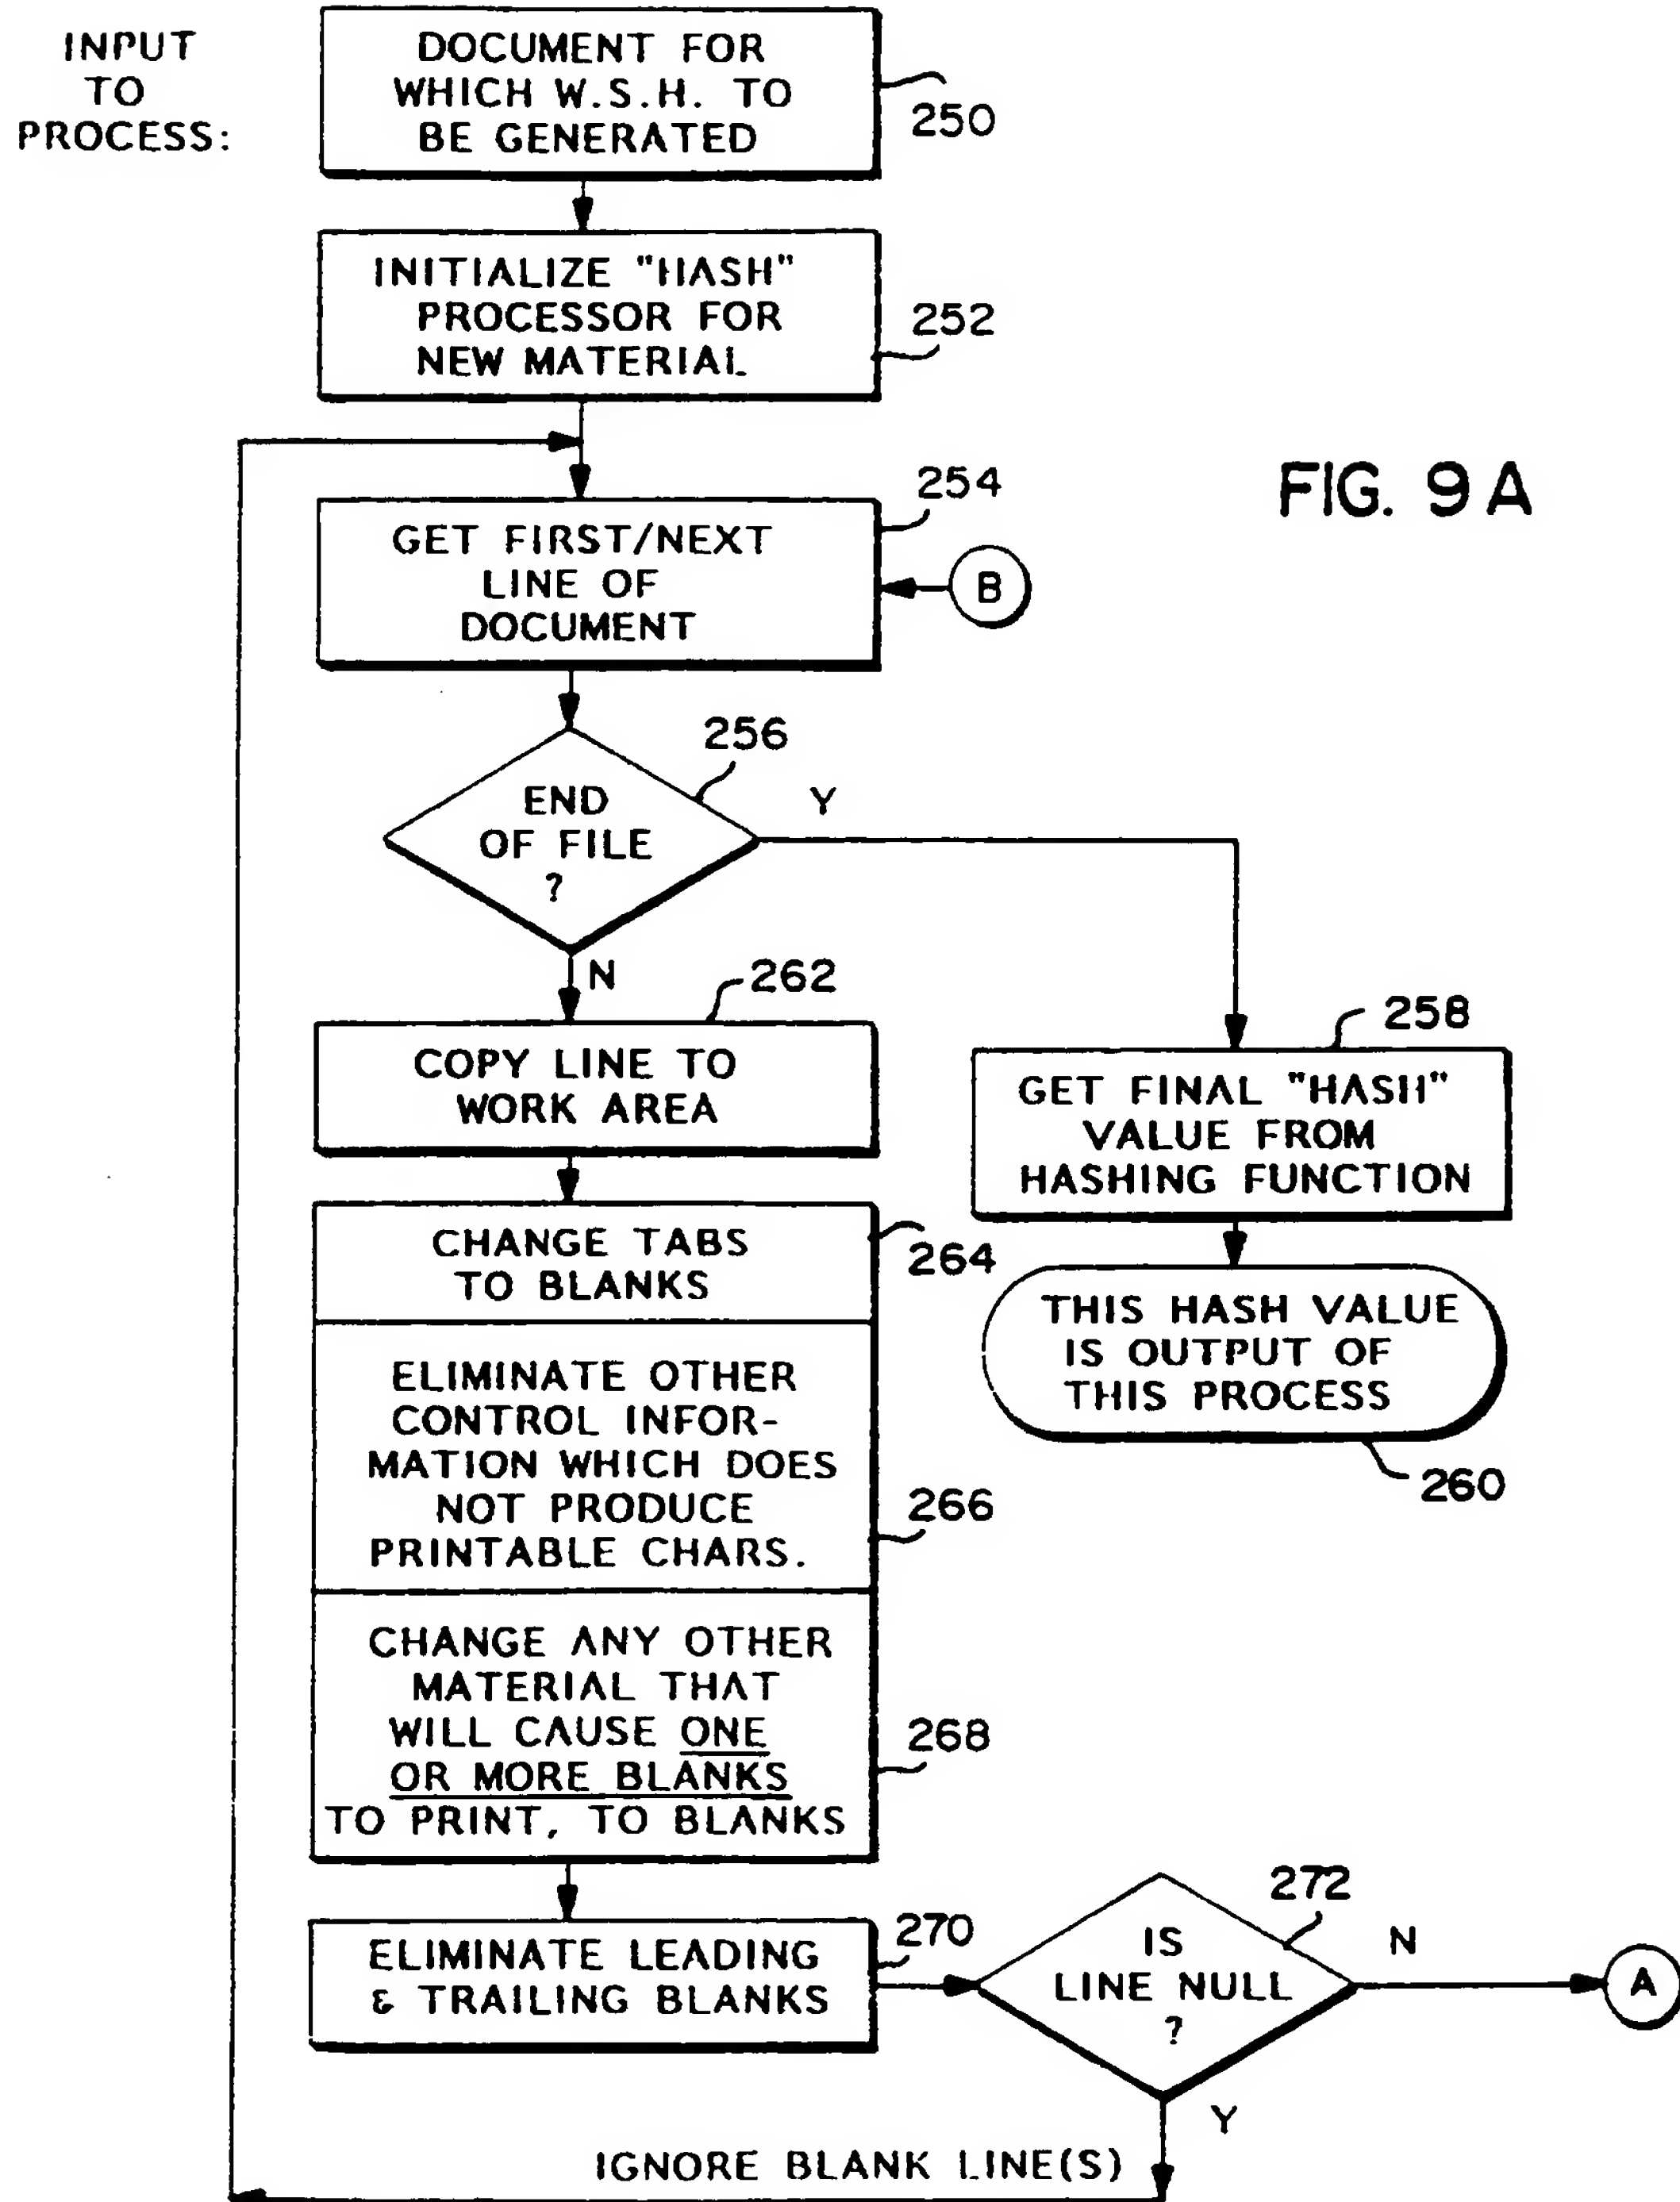 INPUT
TO
PROCESS:
DOCUMENT FOR
WHICH W.S.H. TO
BE GENERATED
250
INITIALIZE "HASH"
PROCESSOR FOR
NEW MATERIAL
252
FIG. 9A
254
GET FIRST/NEXT
LINE OF
DOCUMENT
B
256
END
OF FILE
?
Y
N
262
COPY LINE TO
WORK AREA
258
GET FINAL "HASH"
VALUE FROM
HASHING FUNCTION
CHANGE TABS
TO BLANKS
264
THIS HASH VALUE
IS OUTPUT OF
THIS PROCESS
260
ELIMINATE OTHER
CONTROL INFOR-
MATION WHICH DOES
NOT PRODUCE
PRINTABLE CHARS.
266
CHANGE ANY OTHER
MATERIAL THAT
WILL CAUSE ONE
OR MORE BLANKS
TO PRINT, TO BLANKS
268
270
ELIMINATE LEADING
& TRAILING BLANKS
272
IS
LINE NULL
?
N
A
Y
IGNORE BLANK LINE(S)